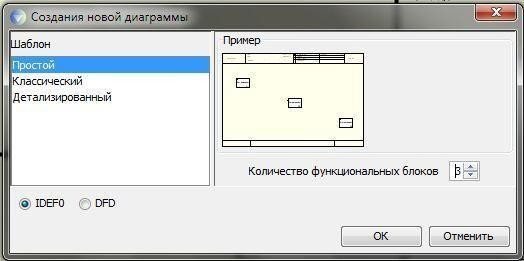 Создания новой диаграммы
Шаблон
Простой
Классический
Детализированный
Пример
Количество функциональных блоков 3
IDEF0 DFD
OK Отменить